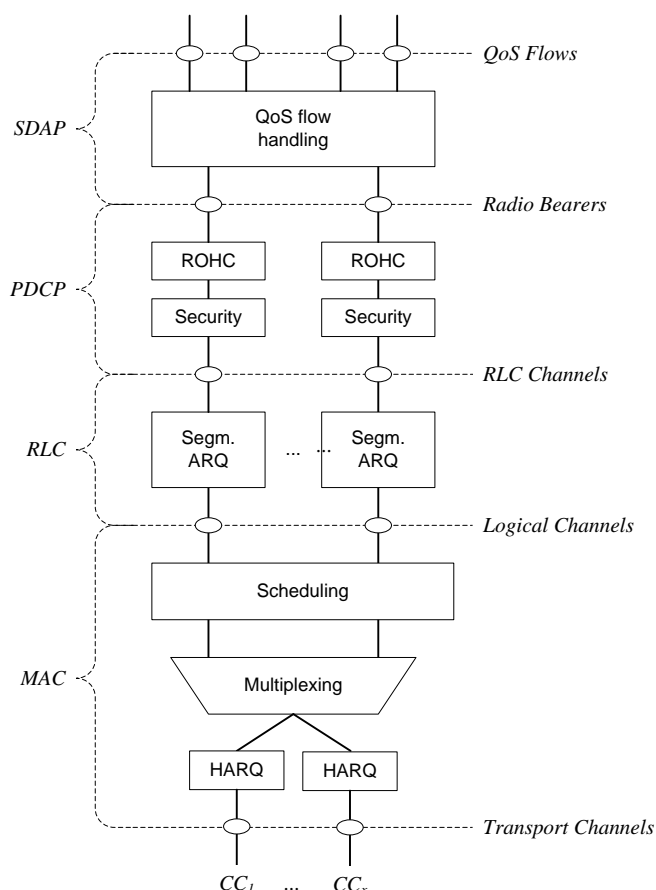 QoS Flows
QoS flow
handling
SDAP
Radio Bearers
ROHC
ROHC
PDCP
Security
Security
RLC Channels
Segm.
ARQ
... ...
Segm.
ARQ
RLC
Logical Channels
Scheduling
MAC
Multiplexing
HARQ
HARQ
Transport Channels
CC1 ... CCx